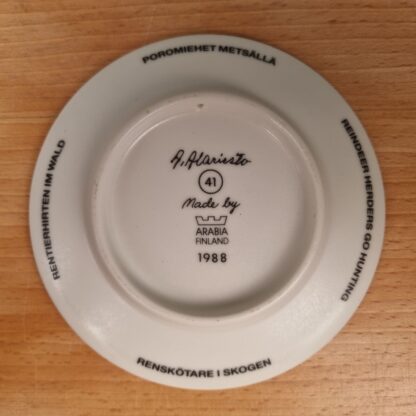 POROMIEHET METSÄLLÄ
REINDEER HERDERS GO HUNTING
RENSKÖTARE I SKOGEN
RENTIERHIRTEN IM WALD
A. Alariesto
41
Made by
ARABIA
FINLAND
1988